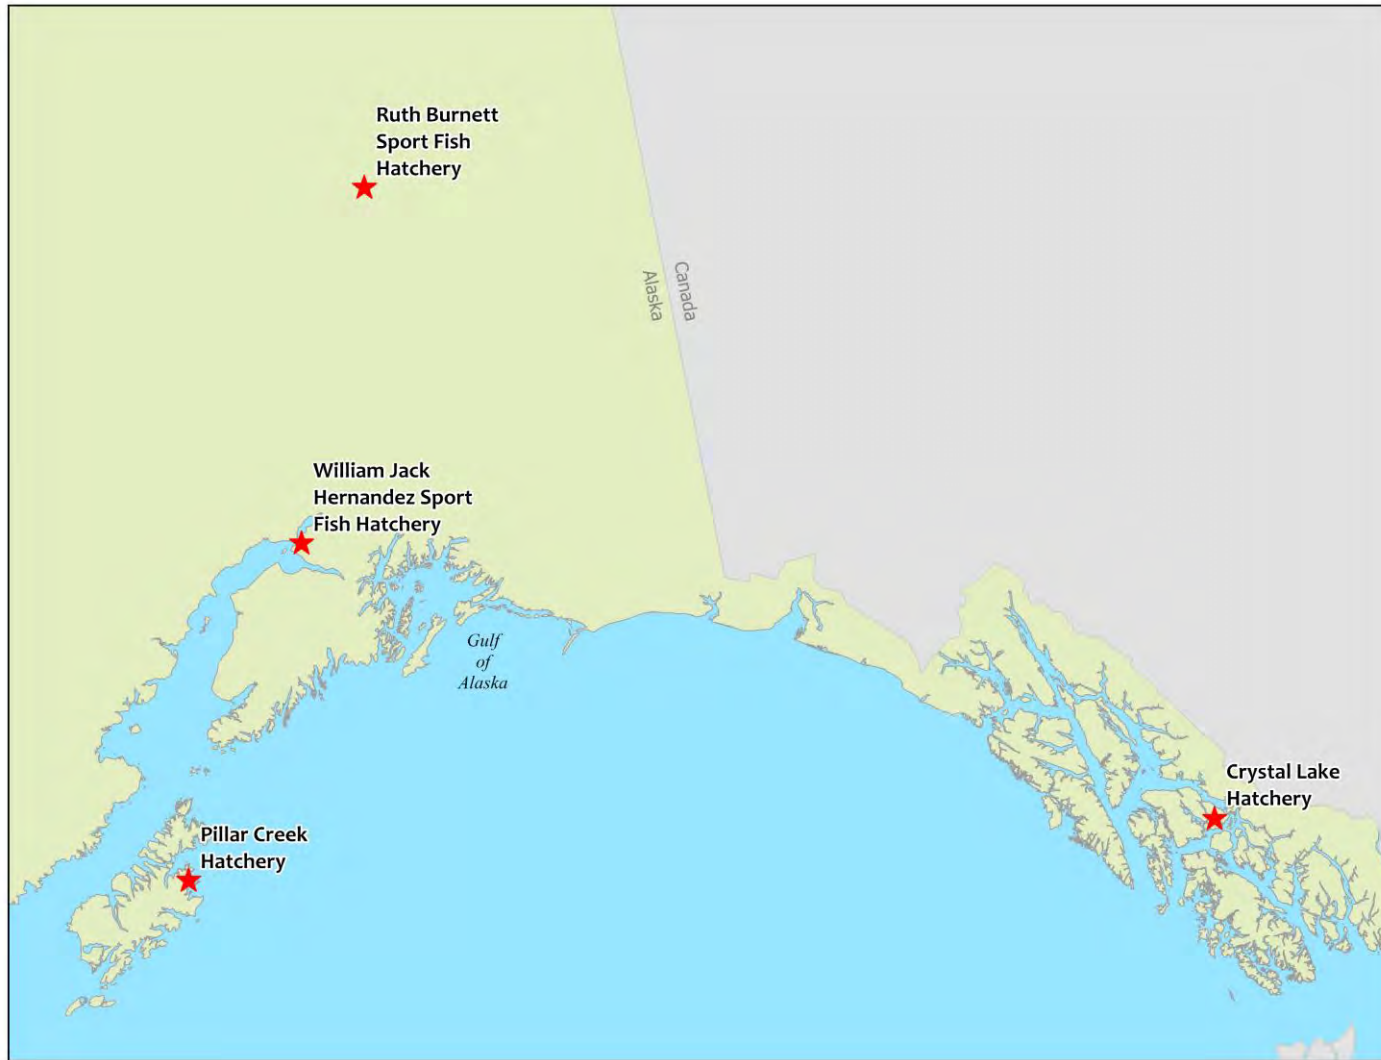 Ruth Burnett
Sport Fish
Hatchery
Canada
Alaska
William Jack
Hernandez Sport
Fish Hatchery
Gulf
of
Alaska
Crystal Lake
Hatchery
Pillar Creek
Hatchery